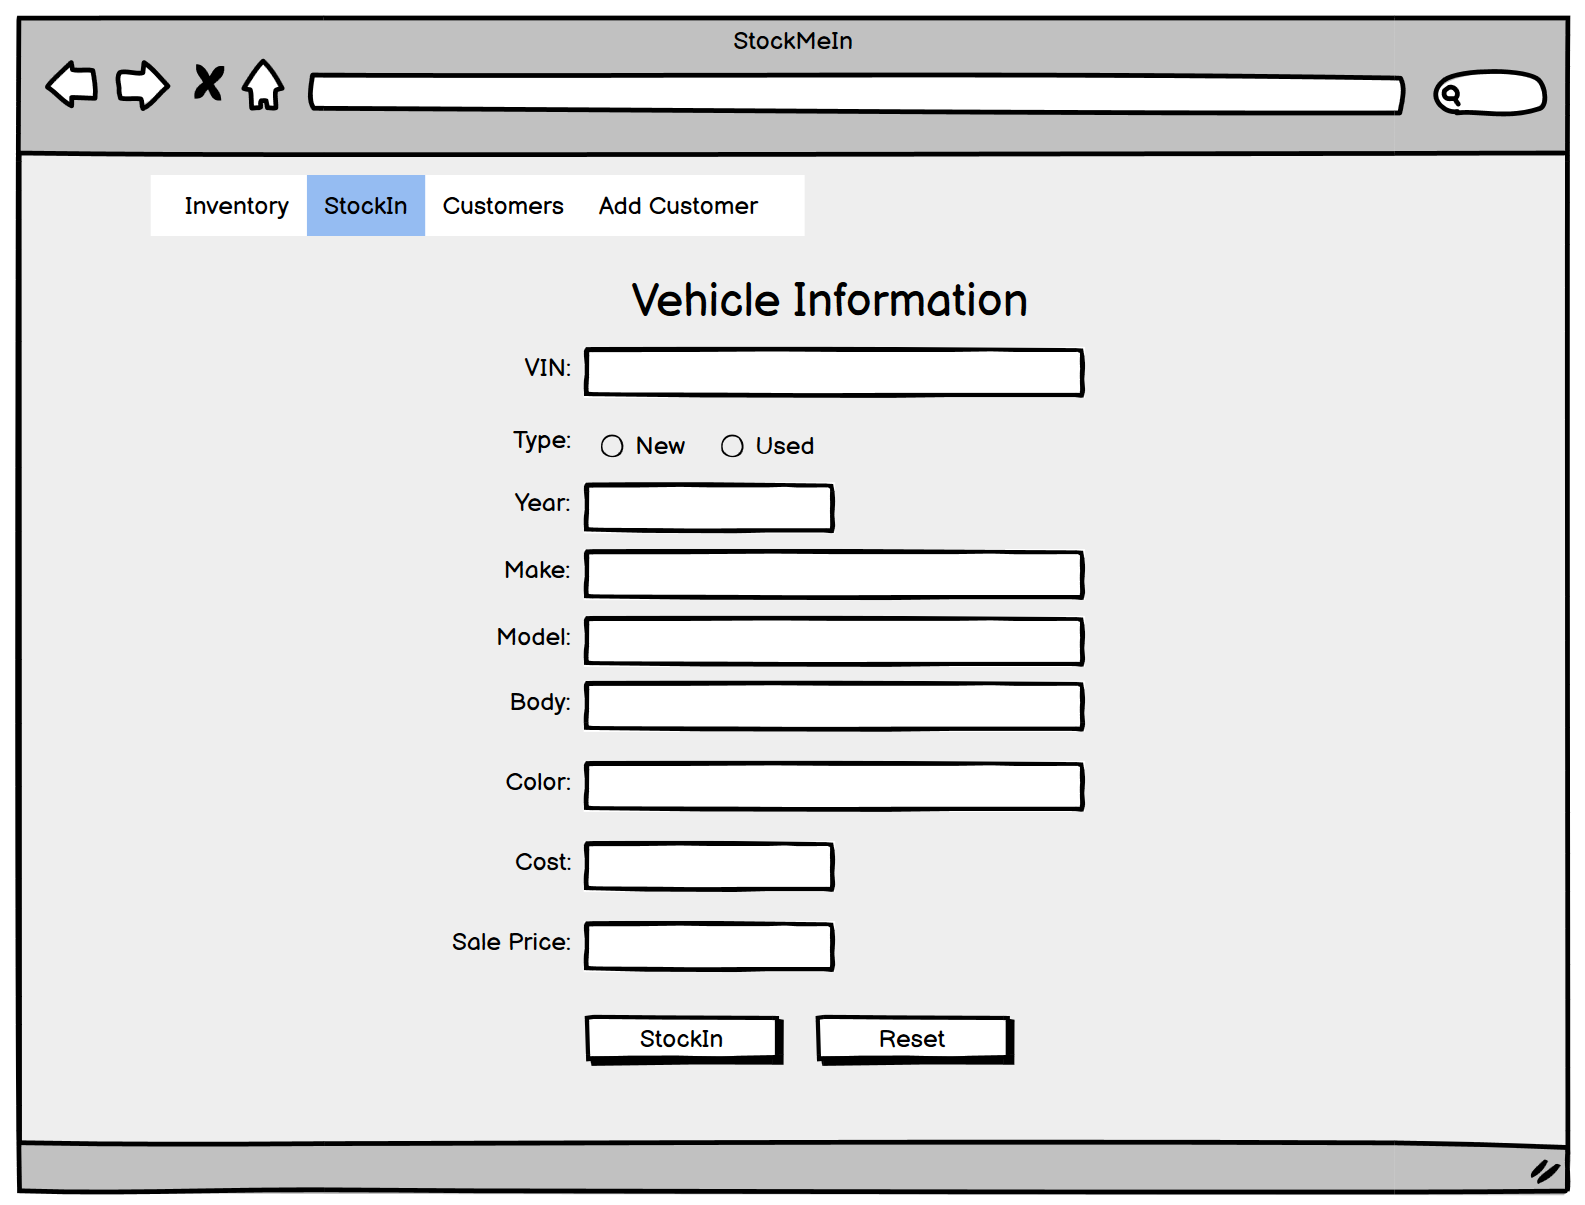 StockMeIn
Inventory StockIn Customers Add Customer
Vehicle Information
VIN:
Type: New Used
Year:
Make:
Model:
Body:
Color:
Cost:
Sale Price:
StockIn Reset